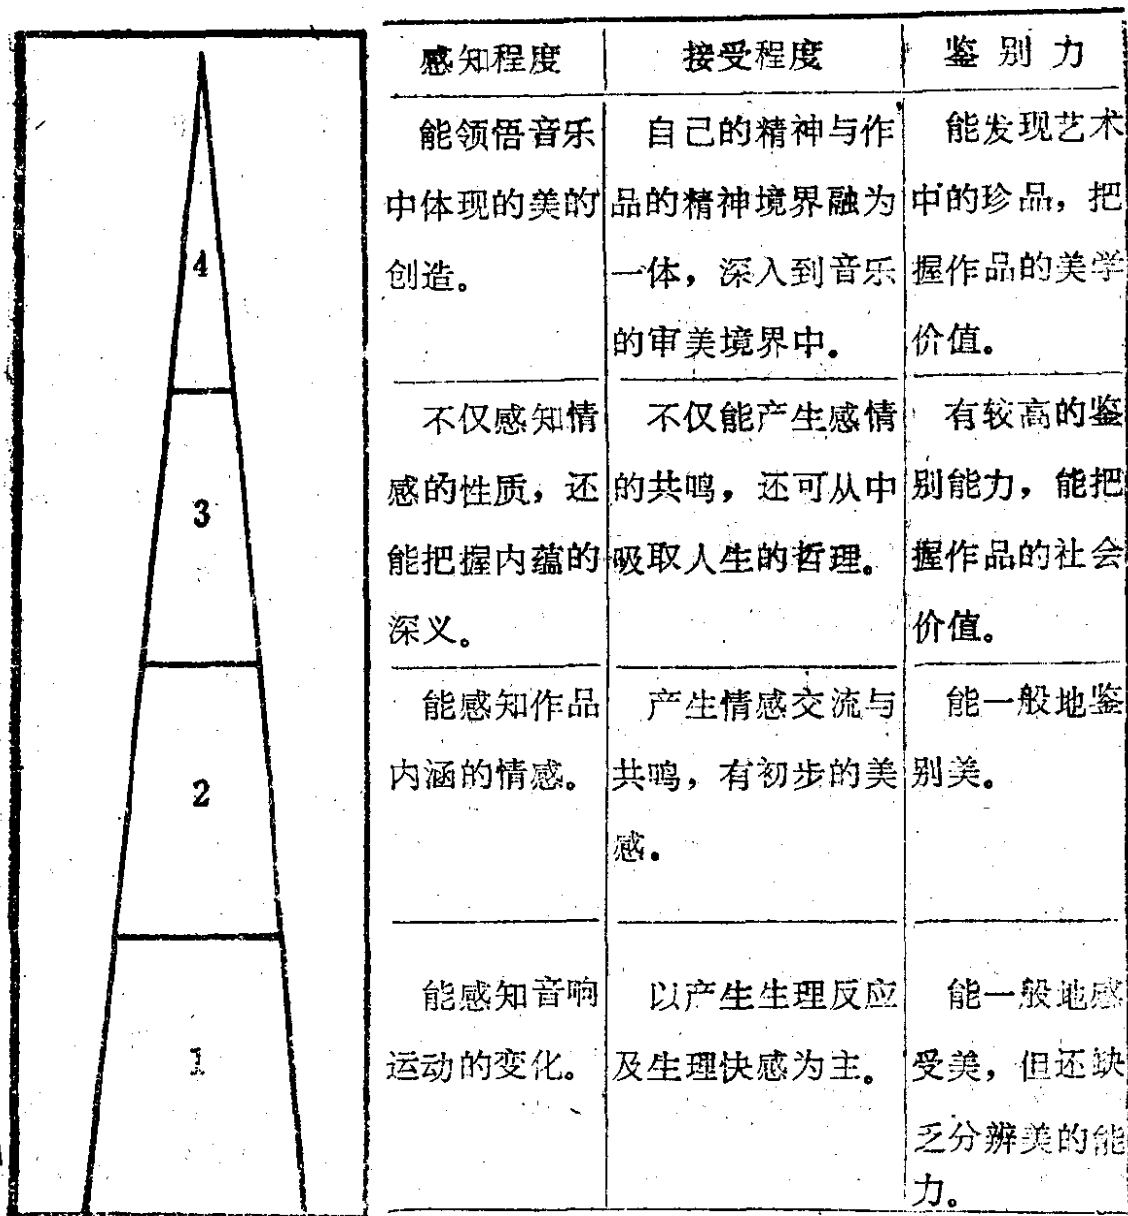 感知程度 接受程度 鉴别力
4
能领悟音乐
中体现的美的
创造。
自己的精神与作
品的精神境界融为
一体，深入到音乐
的审美境界中。
能发现艺术
中的珍品，把
握作品的美学
价值。
3
不仅感知情
感的性质，还
能把握内蕴的
深义。
不仅能产生感情
的共鸣，还可从中
吸取人生的哲理。
有较高的鉴
别能力，能把
握作品的社会
价值。
2
能感知作品
内涵的情感。
产生情感交流与
共鸣，有初步的美
感。
能一般地鉴
别美。
1
能感知音响
运动的变化。
以产生生理反应
及生理快感为主。
能一般地感
受美，但还缺
乏分辨美的能
力。